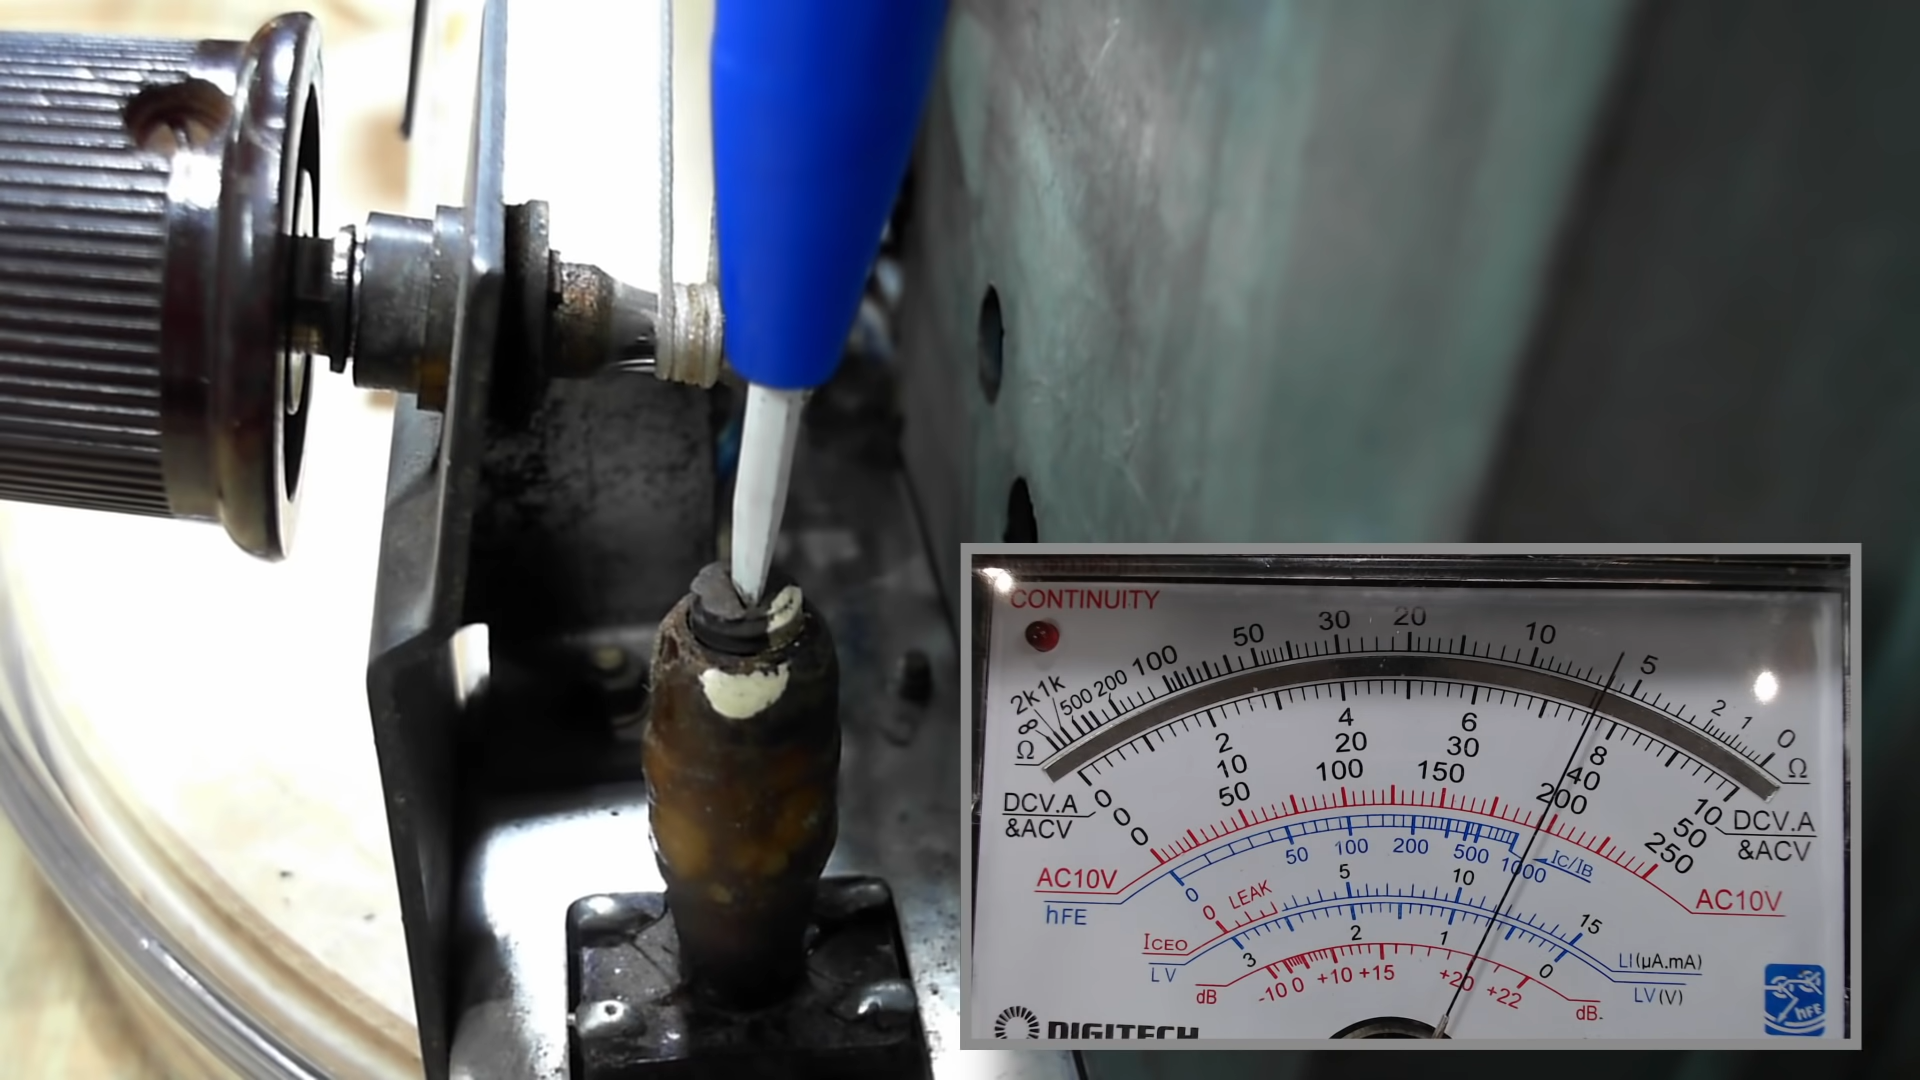 CONTINUITY
∞ 2k 1k 500 200 100 50 30 20 10 5 2 1 0
Ω Ω
0 2 4 6 8 10
0 10 20 30 40 50
0 50 100 150 200 250
DCV.A
&ACV
DCV.A
&ACV
AC10V AC10V
hFE
0 50 100 200 500 1000
IC/IB
0 LEAK 5 10 15
ICEO
LV
LI(µA.mA)
LV(V)
3 2 1 0
dB -10 0 +10 +15 +20 +22 dB.
hFE
DIGITECH